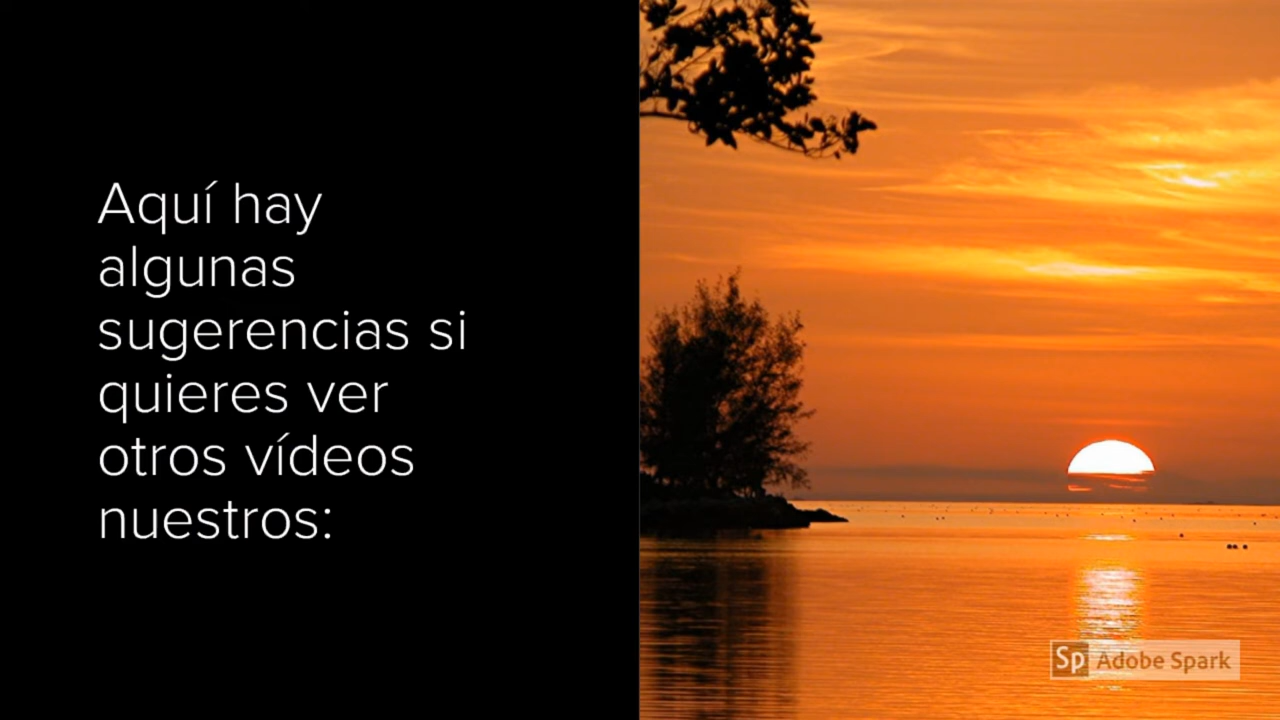 Aquí hay
algunas
sugerencias si
quieres ver
otros vídeos
nuestros:
Sp Adobe Spark